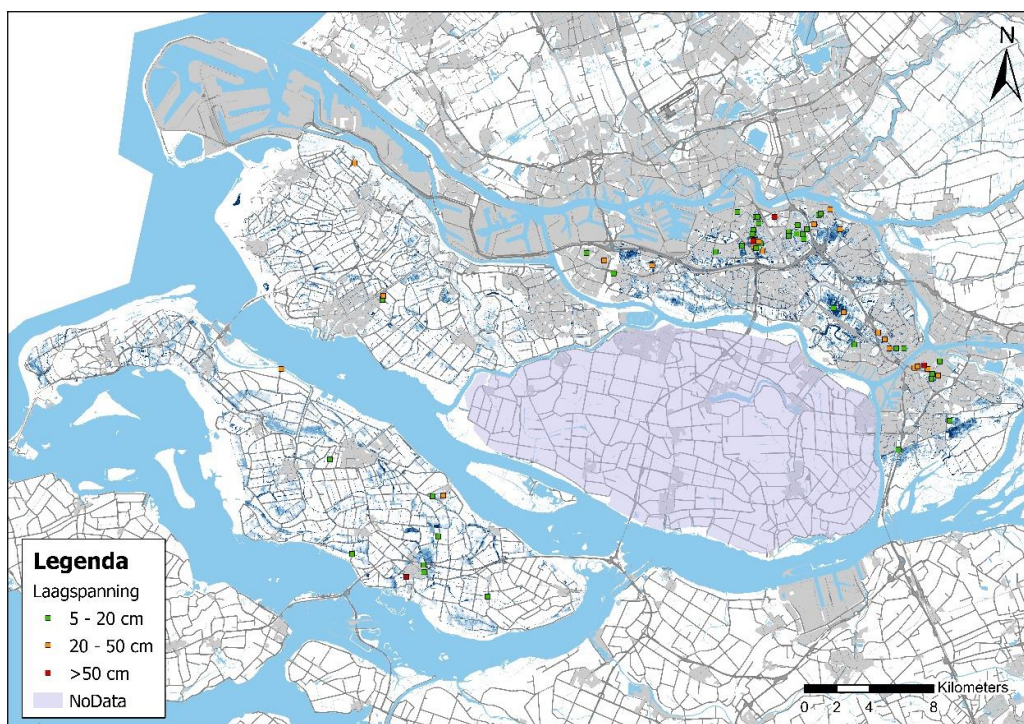 N
Legenda
Laagspanning
5 - 20 cm
20 - 50 cm
>50 cm
NoData
Kilometers
0 2 4 8